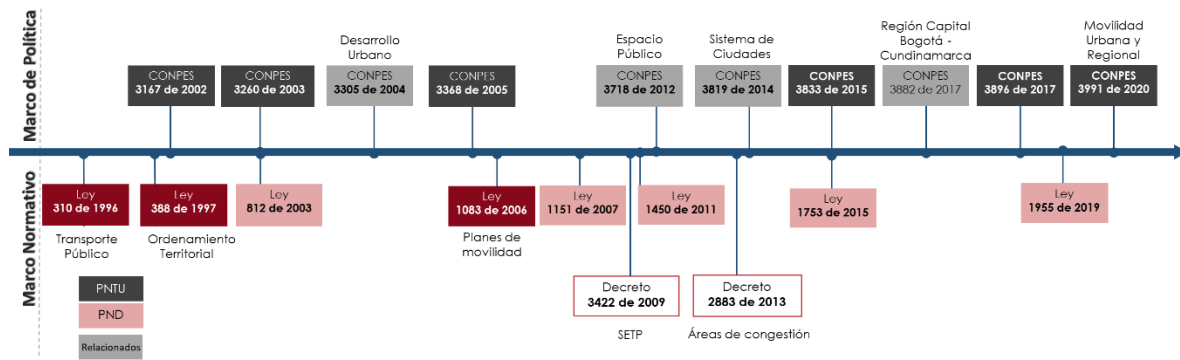 Marco de Política
Desarrollo
Urbano
Espacio
Público
Sistema de
Ciudades
Región Capital
Bogotá -
Cundinamarca
Movilidad
Urbana y
Regional
CONPES
3167 de 2002
CONPES
3260 de 2003
CONPES
3305 de 2004
CONPES
3368 de 2005
CONPES
3718 de 2012
CONPES
3819 de 2014
CONPES
3833 de 2015
CONPES
3882 de 2017
CONPES
3896 de 2017
CONPES
3991 de 2020
Marco Normativo
Ley
310 de 1996
Transporte
Público
Ley
388 de 1997
Ordenamiento
Territorial
Ley
812 de 2003
Ley
1083 de 2006
Planes de
movilidad
Ley
1151 de 2007
Ley
1450 de 2011
Ley
1753 de 2015
Ley
1955 de 2019
Decreto
3422 de 2009
SETP
Decreto
2883 de 2013
Áreas de congestión
PNTU
PND
Relacionados